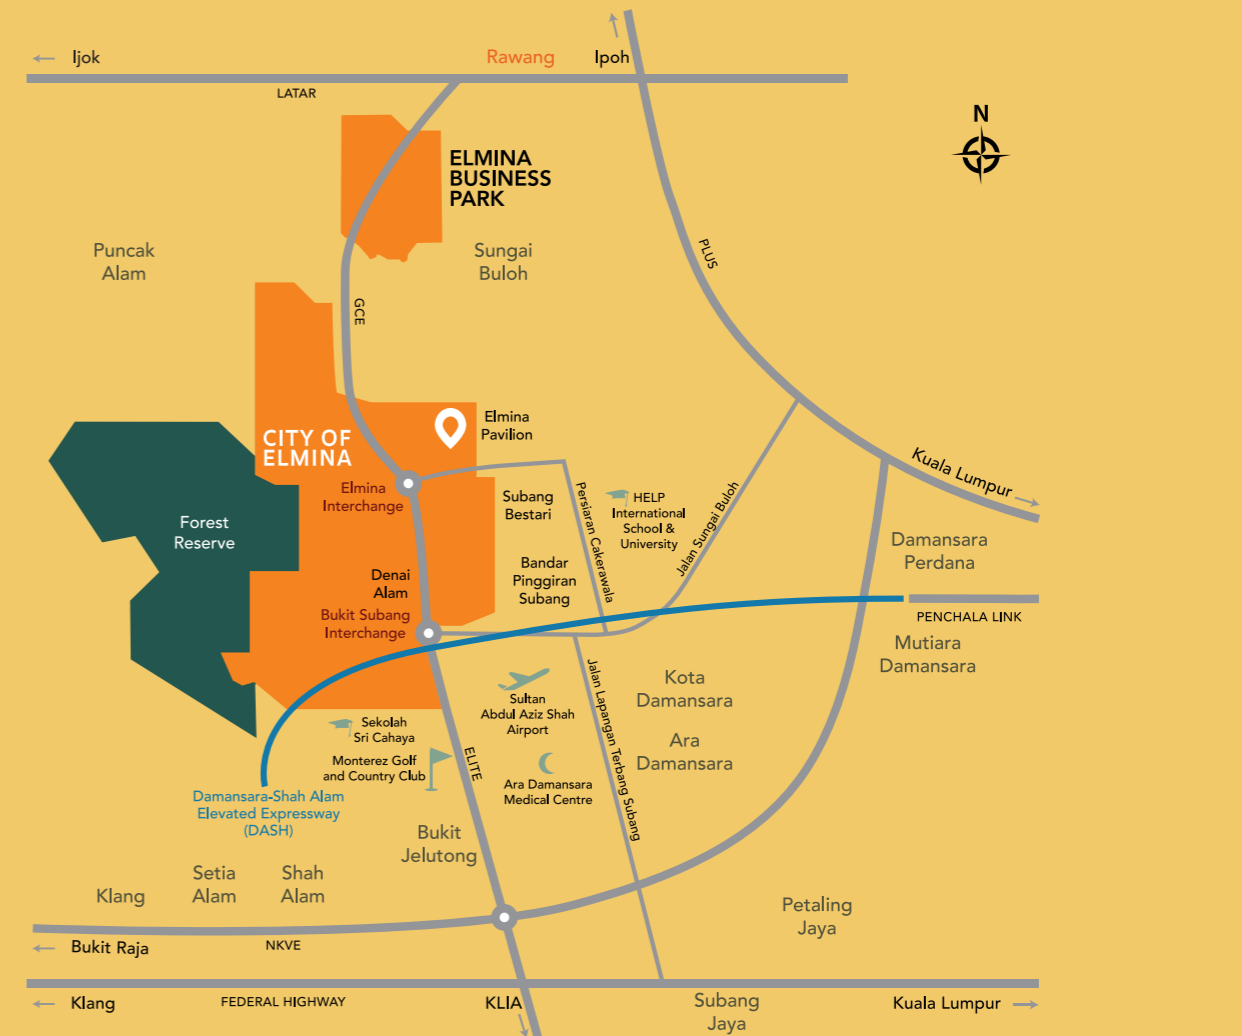 Ijok
Rawang
Ipoh
LATAR
N
ELMINA
BUSINESS
PARK
Puncak
Alam
Sungai
Buloh
PLUS
GCE
Elmina
Pavilion
CITY OF
ELMINA
Kuala Lumpur
Elmina
Interchange
Subang
Bestari
Persiaran Cakerawala
HELP
International
School &
University
Jalan Sungai Buloh
Forest
Reserve
Damansara
Perdana
Denai
Alam
Bandar
Pinggiran
Subang
Bukit Subang
Interchange
PENCHALA LINK
Mutiara
Damansara
Jalan Lapangan Terbang Subang
Kota
Damansara
Sultan
Abdul Aziz Shah
Airport
Sekolah
Sri Cahaya
Ara
Damansara
ELITE
Monterez Golf
and Country Club
Ara Damansara
Medical Centre
Damansara-Shah Alam
Elevated Expressway
(DASH)
Bukit
Jelutong
Klang
Setia
Alam
Shah
Alam
Petaling
Jaya
Bukit Raja
NKVE
Klang
FEDERAL HIGHWAY
KLIA
Subang
Jaya
Kuala Lumpur